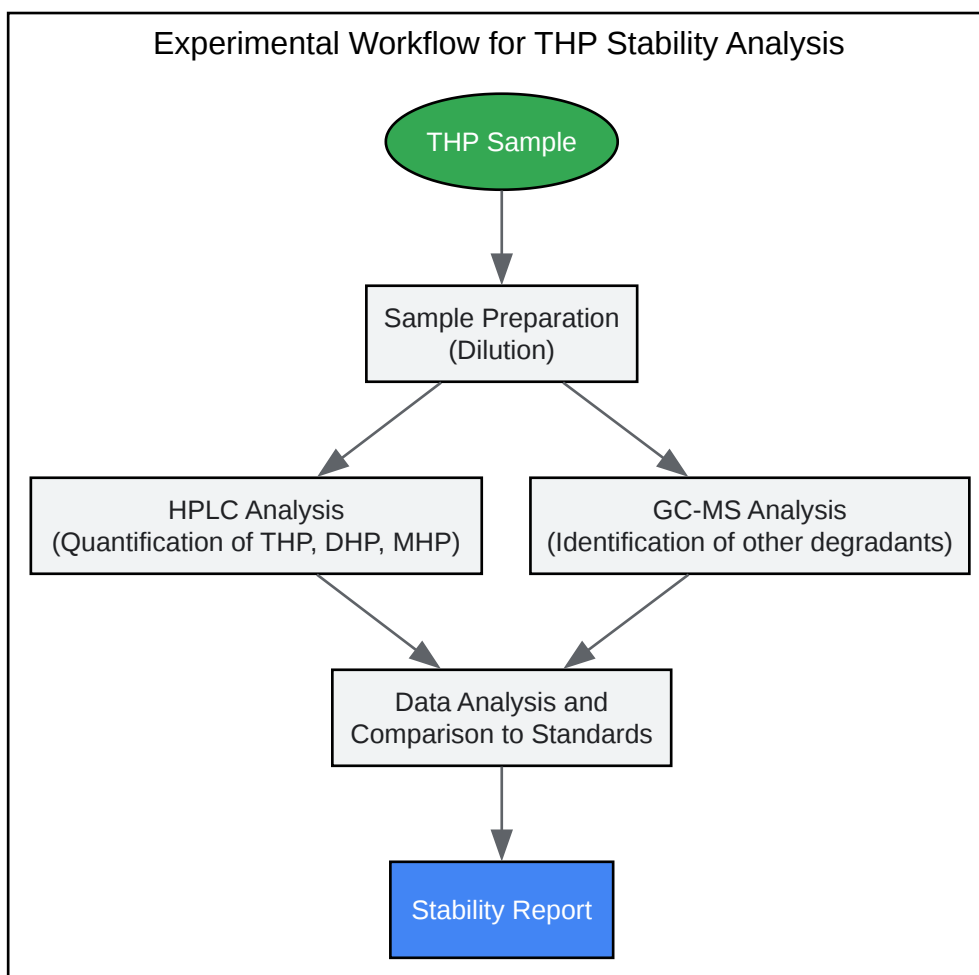 Experimental Workflow for THP Stability Analysis
THP Sample
Sample Preparation
(Dilution)
HPLC Analysis
(Quantification of THP, DHP, MHP)
GC-MS Analysis
(Identification of other degradants)
Data Analysis and
Comparison to Standards
Stability Report